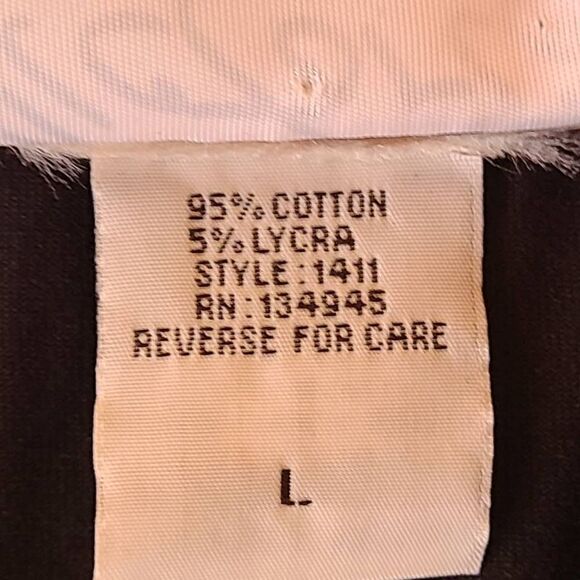 95% COTTON
5% LYCRA
STYLE:1411
RN:134945
REVERSE FOR CARE
L